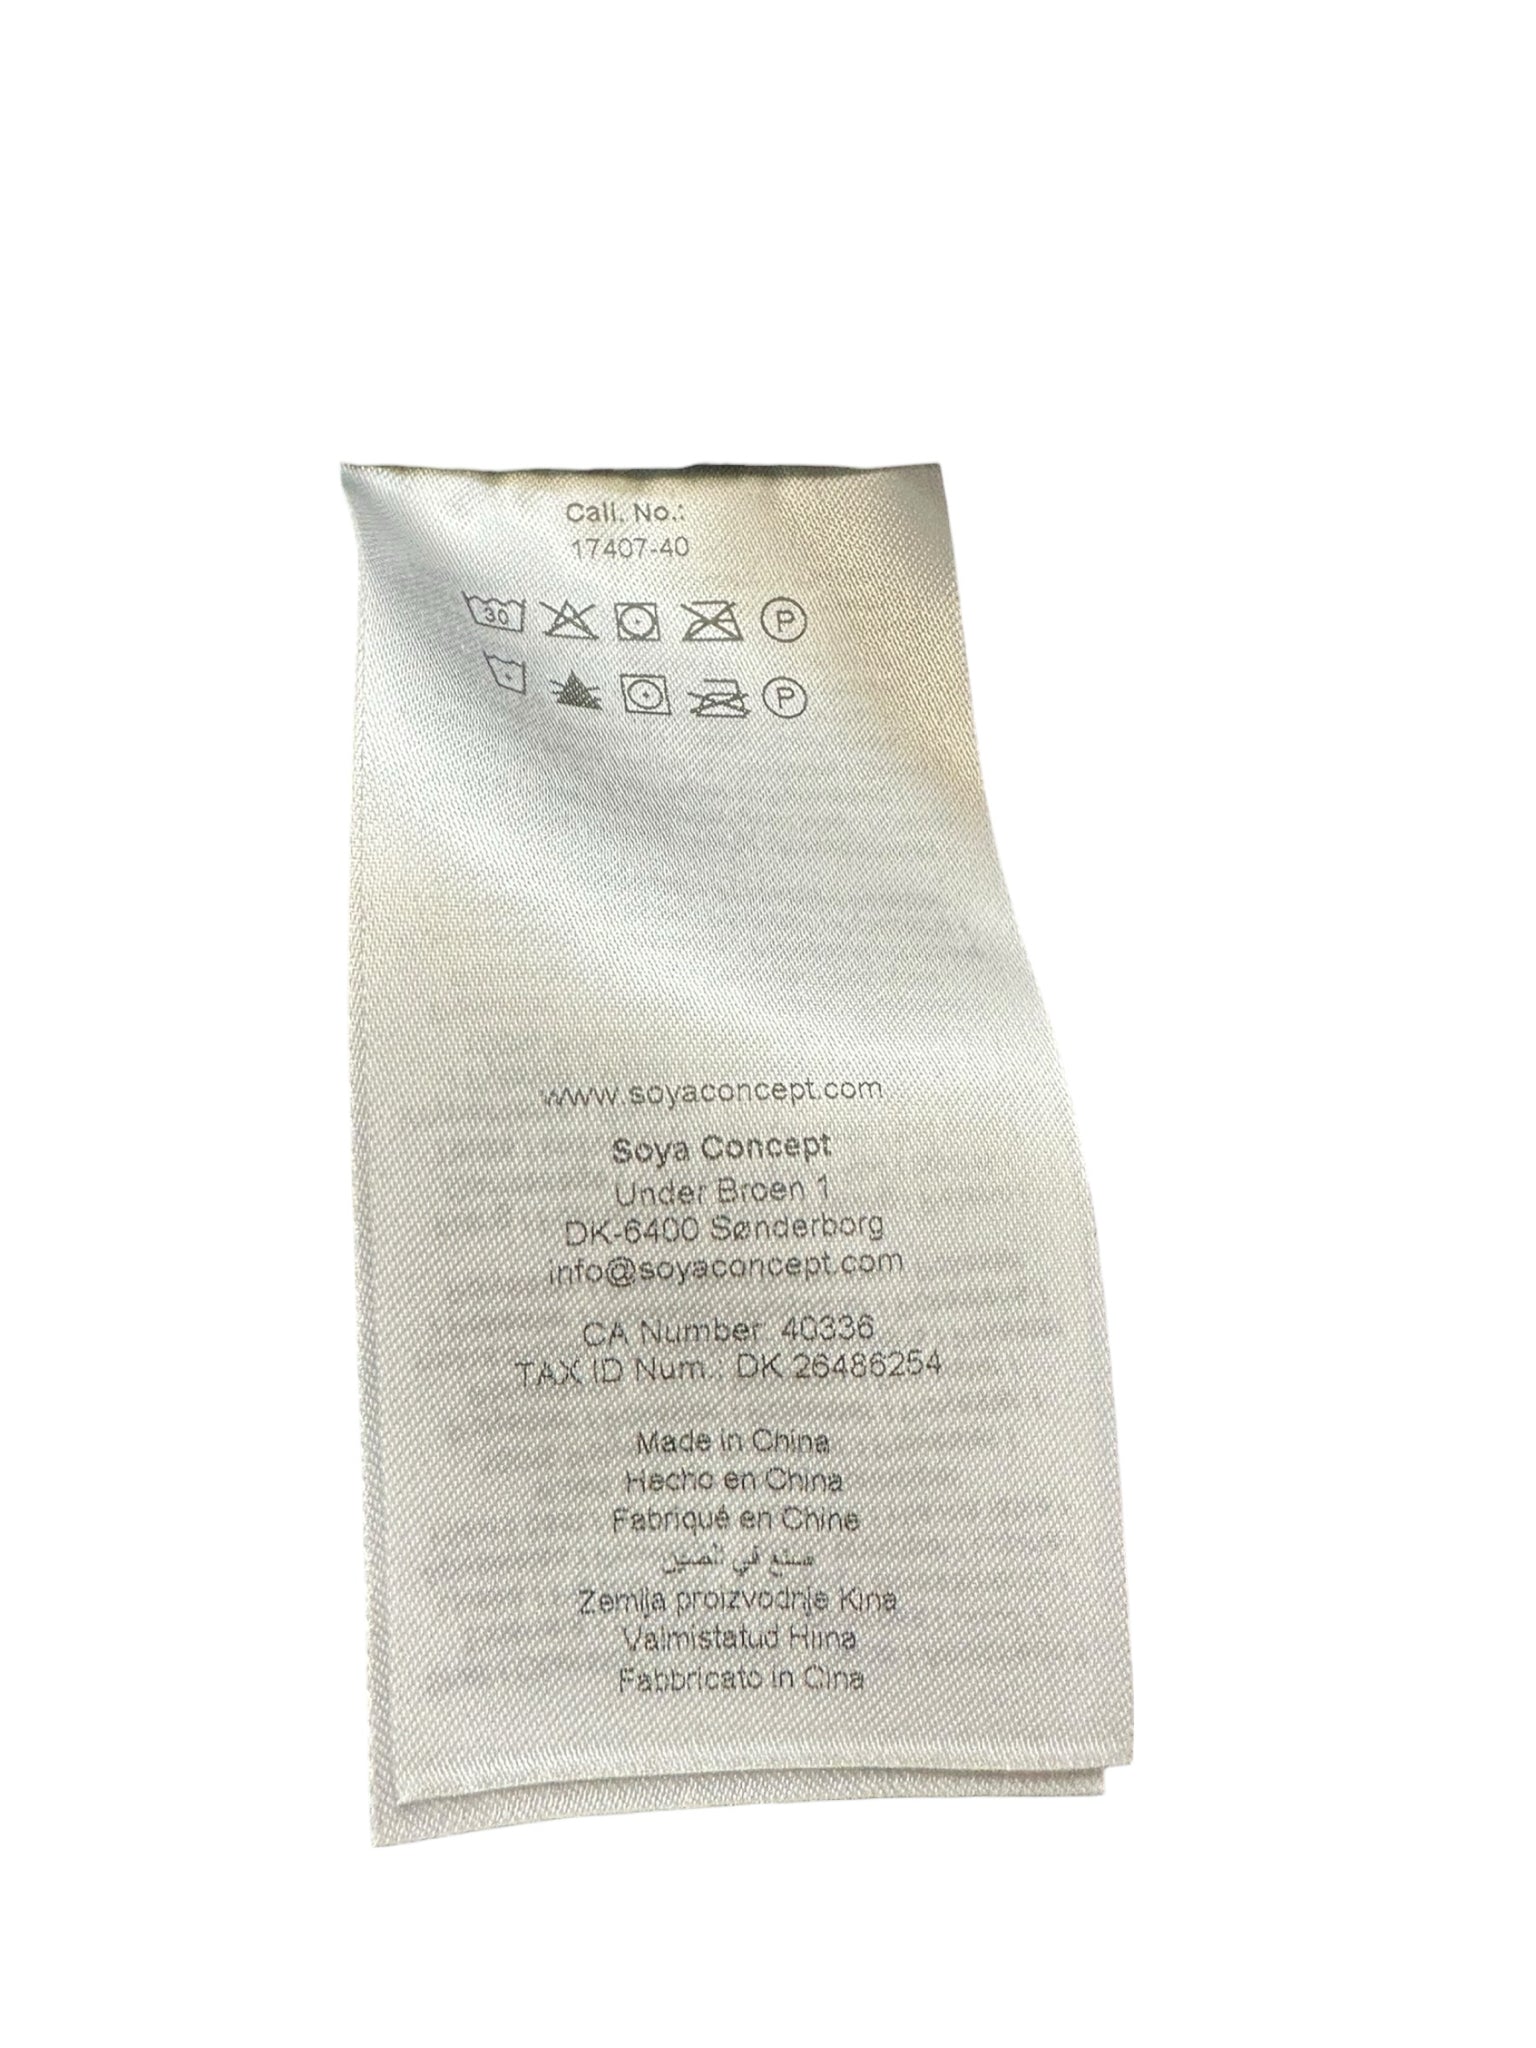 Call. No.:
17407-40
30
P
P
www.soyaconcept.com
Soya Concept
Under Broen 1
DK-6400 Sønderborg
info@soyaconcept.com
CA Number 40336
TAX ID Num.: DK 26486254
Made in China
Hecho en China
Fabriqué en Chine
صنع في الصين
Zemlja proizvodnje Kina
Valmistatud Hiina
Fabbricato in Cina